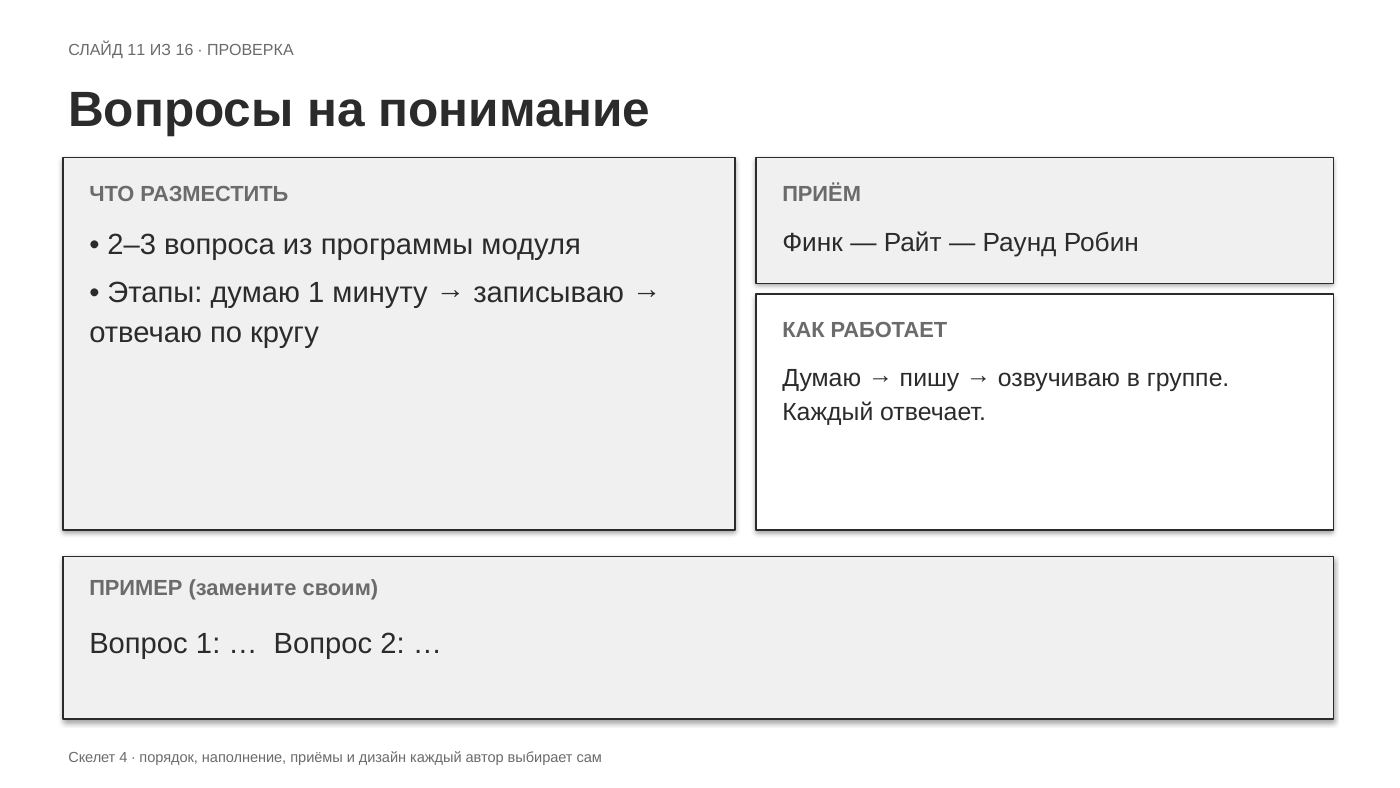 СЛАЙД 11 ИЗ 16 · ПРОВЕРКА
Вопросы на понимание
ЧТО РАЗМЕСТИТЬ
• 2–3 вопроса из программы модуля
• Этапы: думаю 1 минуту → записываю →
отвечаю по кругу
ПРИЁМ
Финк — Райт — Раунд Робин
КАК РАБОТАЕТ
Думаю → пишу → озвучиваю в группе.
Каждый отвечает.
ПРИМЕР (замените своим)
Вопрос 1: …  Вопрос 2: …
Скелет 4 · порядок, наполнение, приёмы и дизайн каждый автор выбирает сам